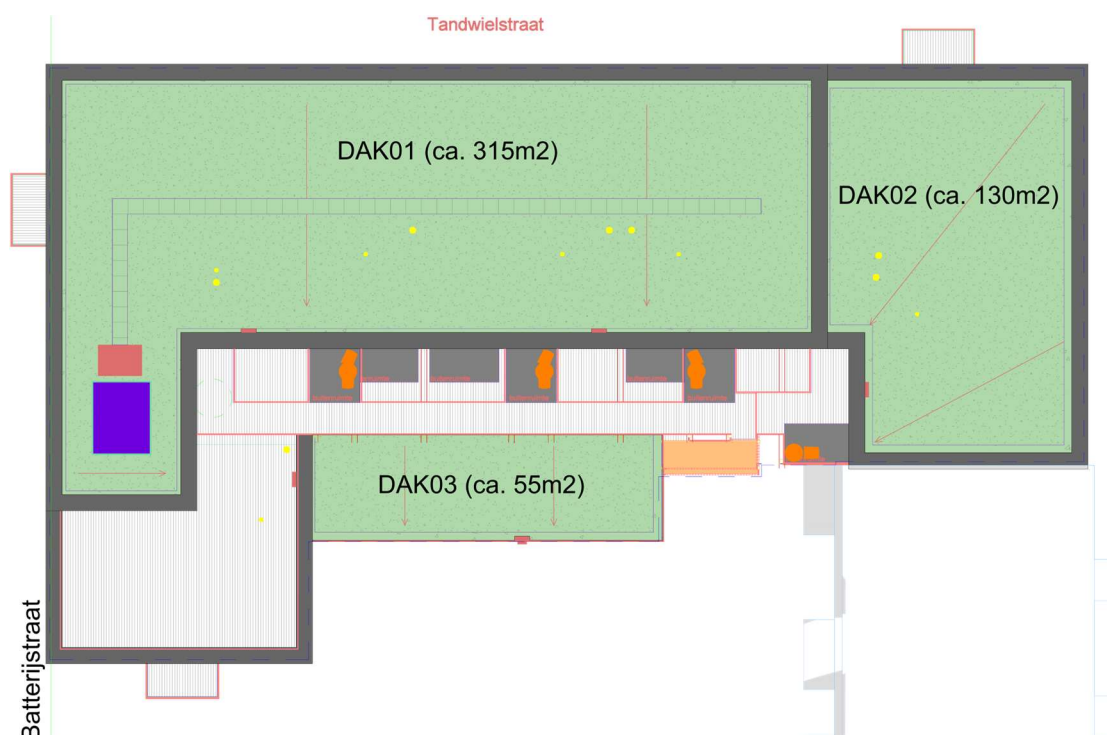 Tandwielstraat
DAK01 (ca. 315m2)
DAK02 (ca. 130m2)
DAK03 (ca. 55m2)
Batterijstraat